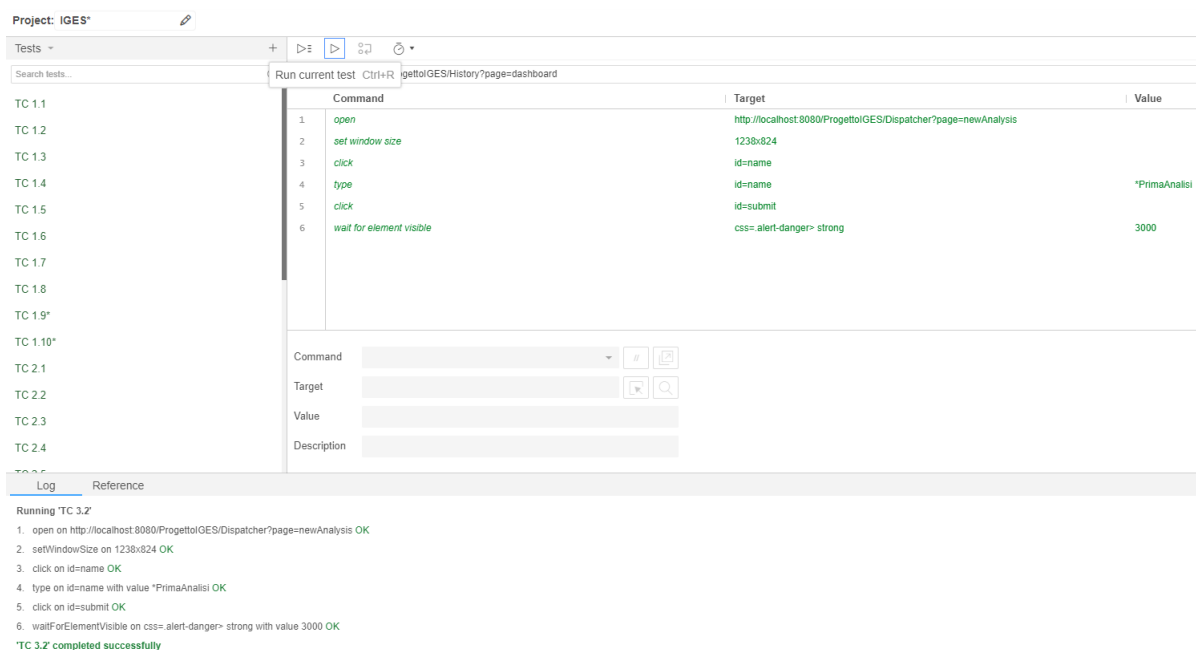 Project: IGES*
Tests
Search tests...
Run current test Ctrl+R
gettoIGES/History?page=dashboard
Command Target Value
1 open http://localhost:8080/ProgettoIGES/Dispatcher?page=newAnalysis
2 set window size 1238x824
3 click id=name
4 type id=name *PrimaAnalisi
5 click id=submit
6 wait for element visible css=.alert-danger> strong 3000
TC 1.1
TC 1.2
TC 1.3
TC 1.4
TC 1.5
TC 1.6
TC 1.7
TC 1.8
TC 1.9*
TC 1.10*
TC 2.1
TC 2.2
TC 2.3
TC 2.4
TC 2.5
Command
//
Target
Value
Description
Log Reference
Running 'TC 3.2'
1. open on http://localhost:8080/ProgettoIGES/Dispatcher?page=newAnalysis OK
2. setWindowSize on 1238x824 OK
3. click on id=name OK
4. type on id=name with value *PrimaAnalisi OK
5. click on id=submit OK
6. waitForElementVisible on css=.alert-danger> strong with value 3000 OK
'TC 3.2' completed successfully